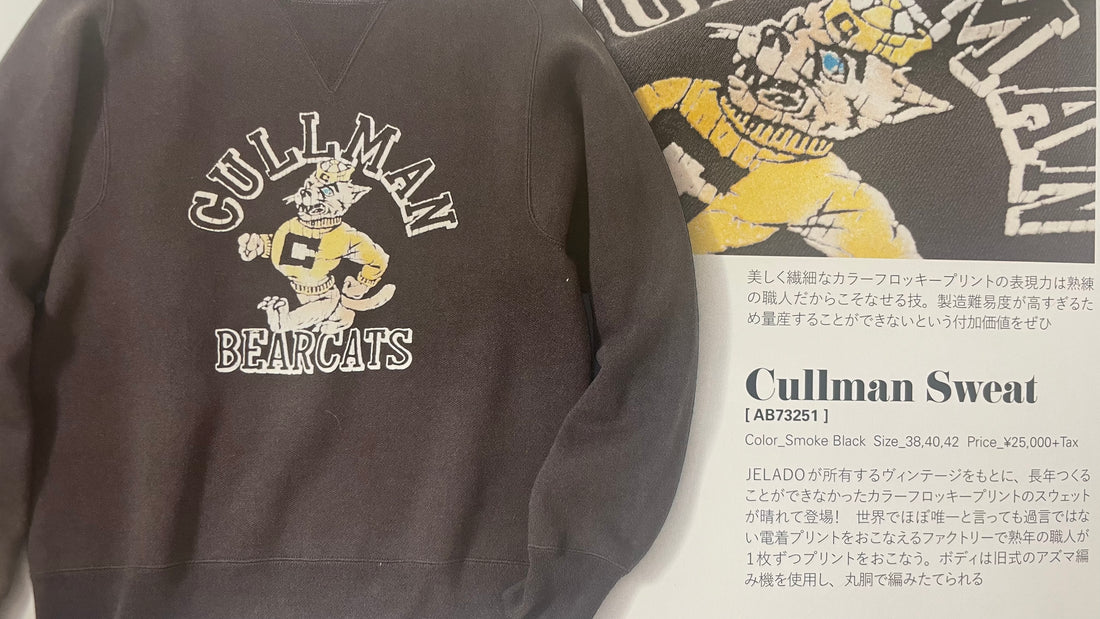 CULLMAN
C
BEARCATS
美しく繊細なカラーフロッキープリントの表現力は熟練
の職人だからこそなせる技。製造難易度が高すぎるた
め量産することができないという付加価値をぜひ
Cullman Sweat
[ AB73251 ]
Color_Smoke Black Size_38,40,42 Price_¥25,000+Tax
JELADOが所有するヴィンテージをもとに、長年つくる
ことができなかったカラーフロッキープリントのスウェット
が晴れて登場! 世界でほぼ唯一と言っても過言ではな
い電着プリントをおこなえるファクトリーで熟年の職人が
1枚ずつプリントをおこなう。ボディは旧式のアズマ編
み機を使用し、丸胴で編みたてられる